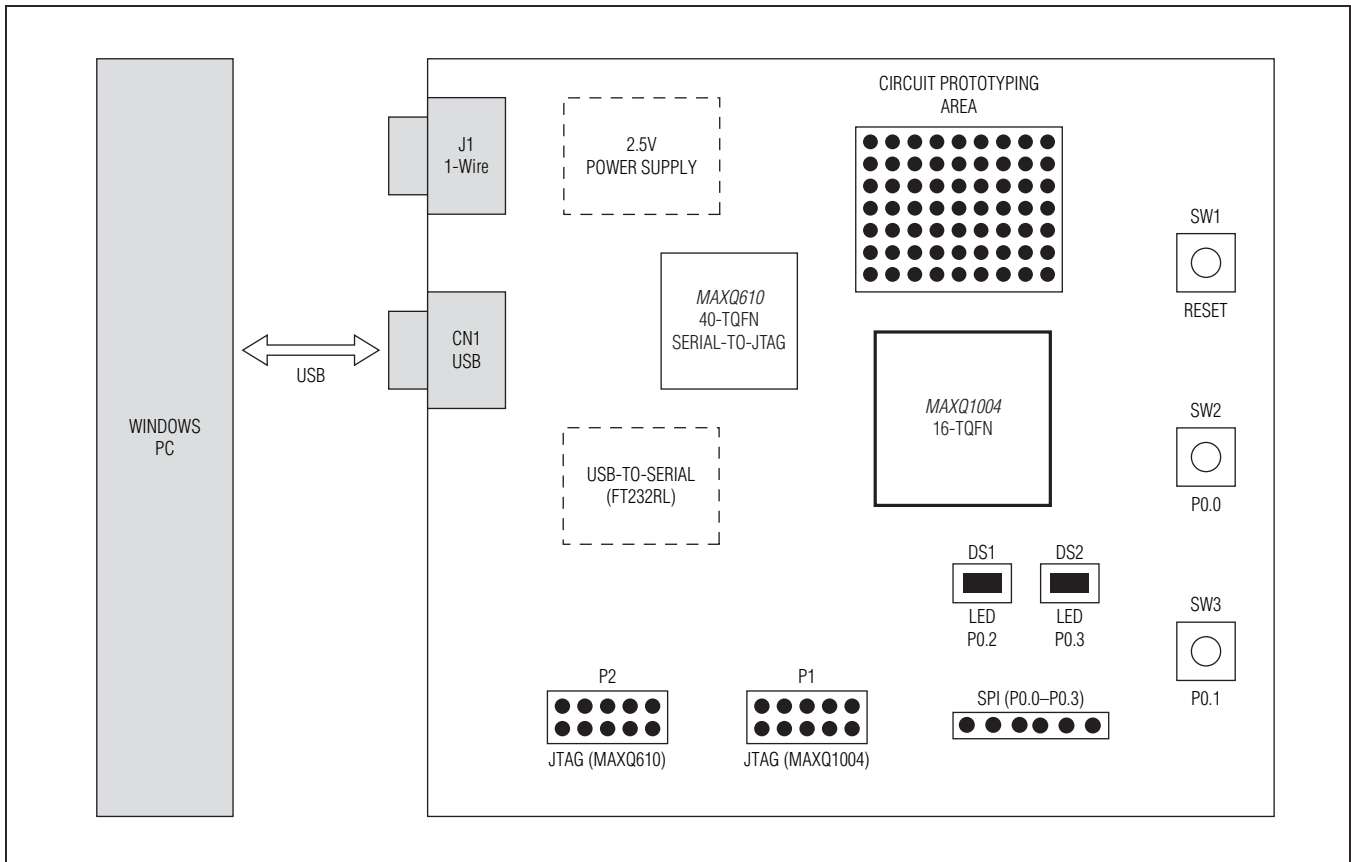 WINDOWS
PC
USB
J1
1-Wire
CN1
USB
2.5V
POWER SUPPLY
MAXQ610
40-TQFN
SERIAL-TO-JTAG
USB-TO-SERIAL
(FT232RL)
CIRCUIT PROTOTYPING
AREA
MAXQ1004
16-TQFN
SW1
RESET
SW2
P0.0
SW3
P0.1
DS1
LED
P0.2
DS2
LED
P0.3
P2
JTAG (MAXQ610)
P1
JTAG (MAXQ1004)
SPI (P0.0–P0.3)